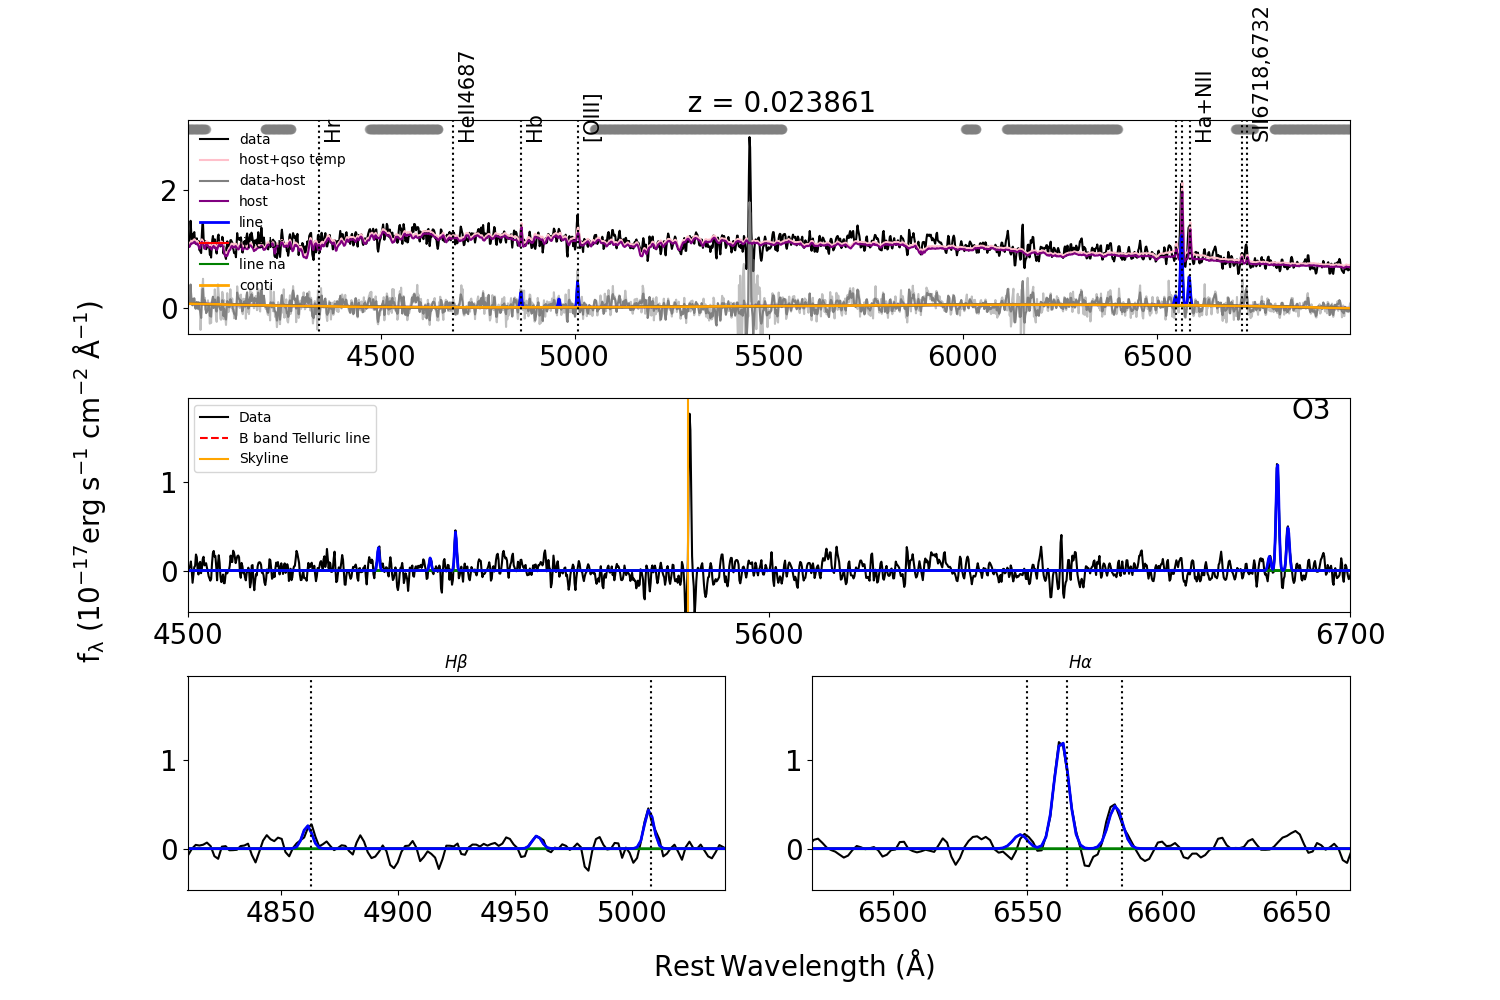 z = 0.023861
Hr
HeII4687
Hb
[OIII]
Ha+NII
SII6718,6732
data
host+qso temp
data-host
host
line
line na
conti
2
0
4500
5000
5500
6000
6500
O3
Data
B band Telluric line
Skyline
1
0
4500
5600
6700
fλ (10⁻¹⁷erg s⁻¹ cm⁻² Å⁻¹)
Hβ
1
0
4850
4900
4950
5000
Hα
1
0
6500
6550
6600
6650
Rest Wavelength (Å)